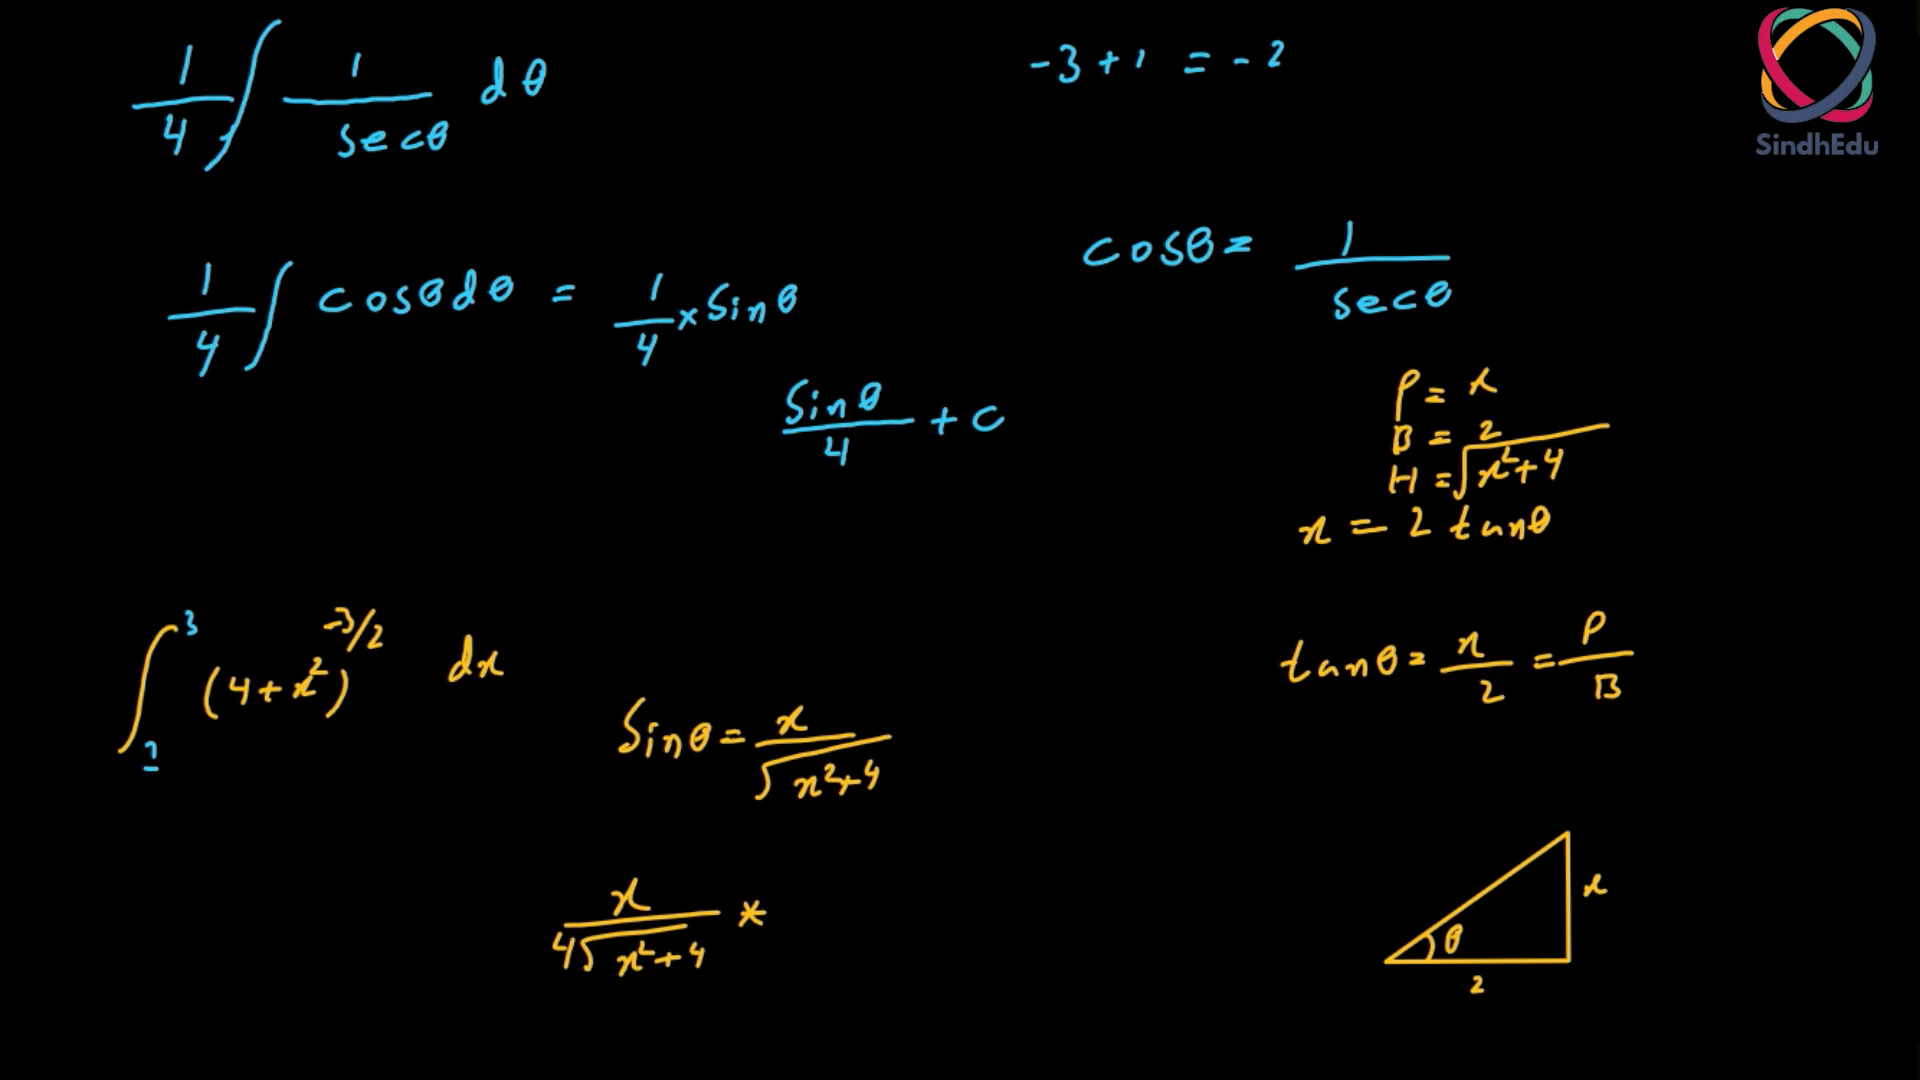 1/4 ∫ 1/secθ dθ
-3 + 1 = -2
SindhEdu
cosθ = 1/secθ
1/4 ∫ cosθ dθ = 1/4 × Sinθ
Sinθ/4 + c
P = x
B = 2
H = √(x²+4)
x = 2 tanθ
∫ 3 (4+x²)^-3/2 dx
tanθ = x/2 = P/B
Sinθ = x/√(x²+4)
x/4√(x²+4) *
x
θ
2